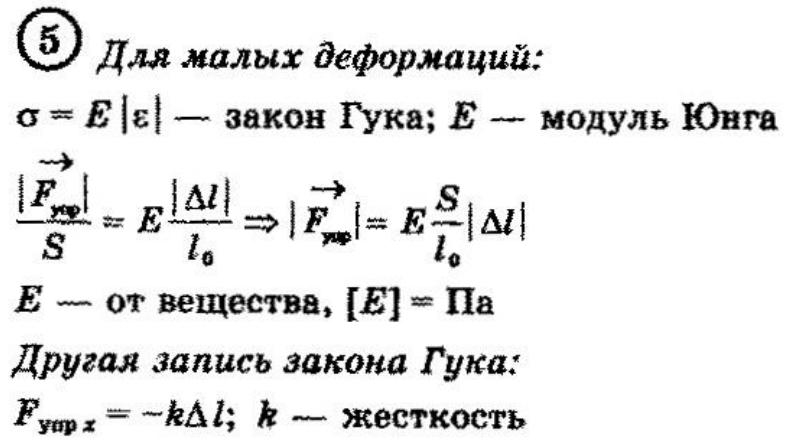 5 Для малых деформаций:
σ = E |ε| — закон Гука; E — модуль Юнга
|F⃗упр|/S = E |Δl|/l₀ ⇒ |F⃗упр| = E S/l₀ |Δl|
E — от вещества, [E] = Па
Другая запись закона Гука:
Fупр x = −kΔl; k — жесткость